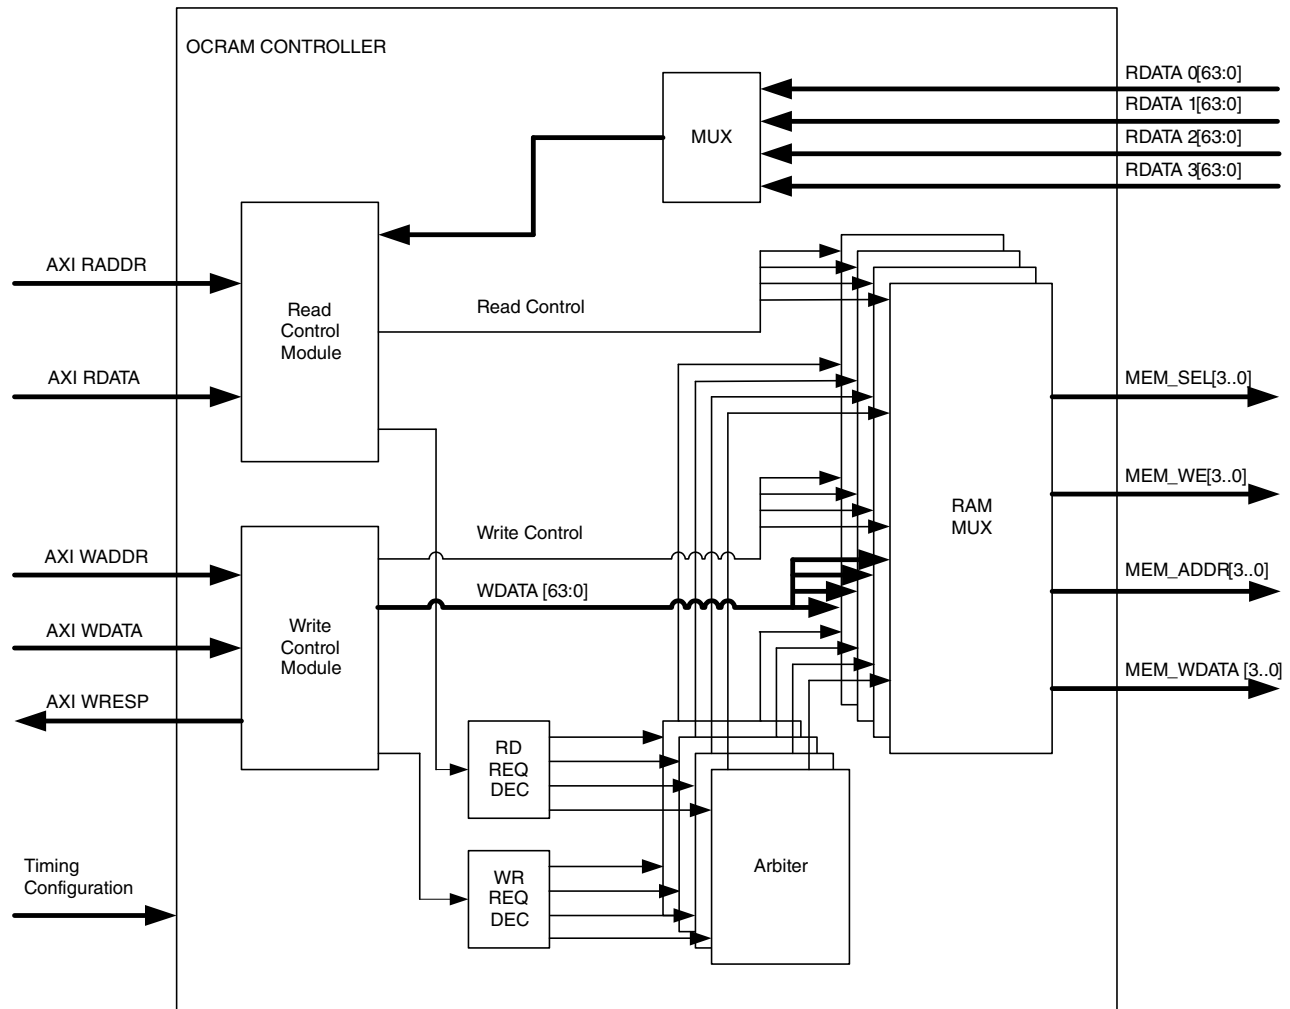 OCRAM CONTROLLER
RDATA 0[63:0]
RDATA 1[63:0]
RDATA 2[63:0]
RDATA 3[63:0]
MUX
AXI RADDR
AXI RDATA
Read
Control
Module
Read Control
MEM_SEL[3..0]
MEM_WE[3..0]
MEM_ADDR[3..0]
MEM_WDATA [3..0]
RAM
MUX
Write Control
WDATA [63:0]
AXI WADDR
AXI WDATA
AXI WRESP
Write
Control
Module
RD
REQ
DEC
WR
REQ
DEC
Arbiter
Timing
Configuration